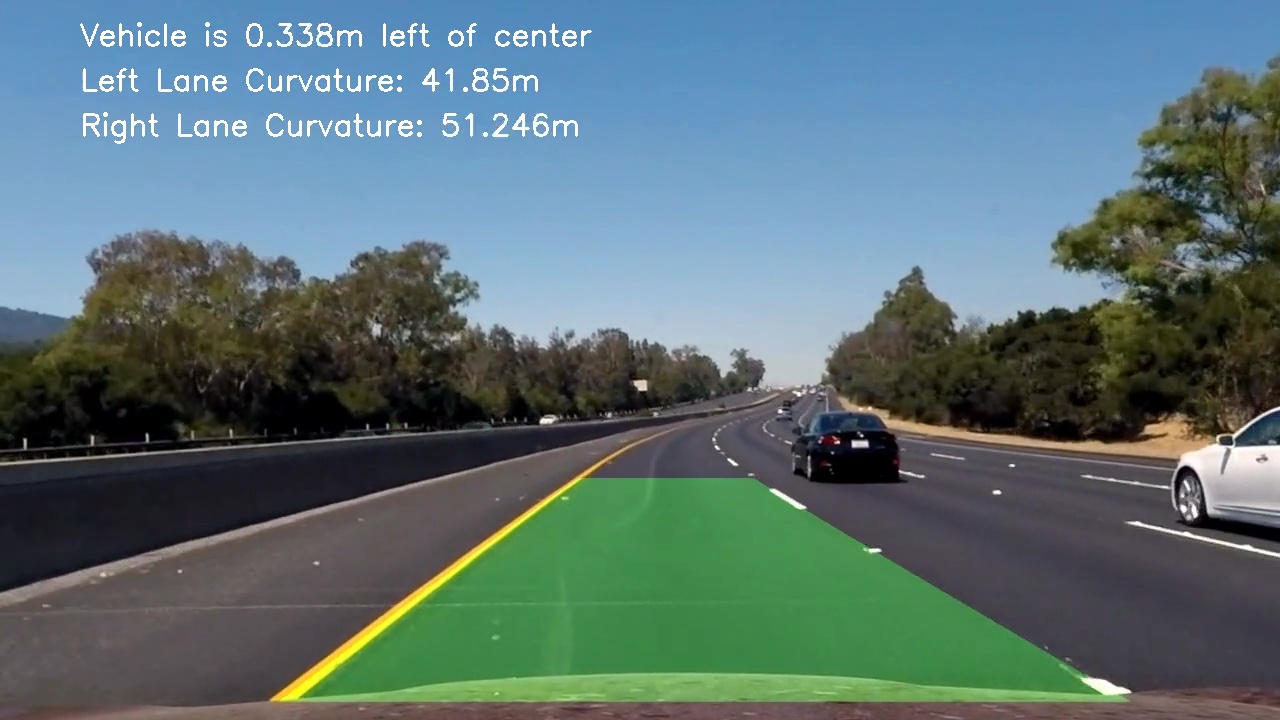 Vehicle is 0.338m left of center
Left Lane Curvature: 41.85m
Right Lane Curvature: 51.246m